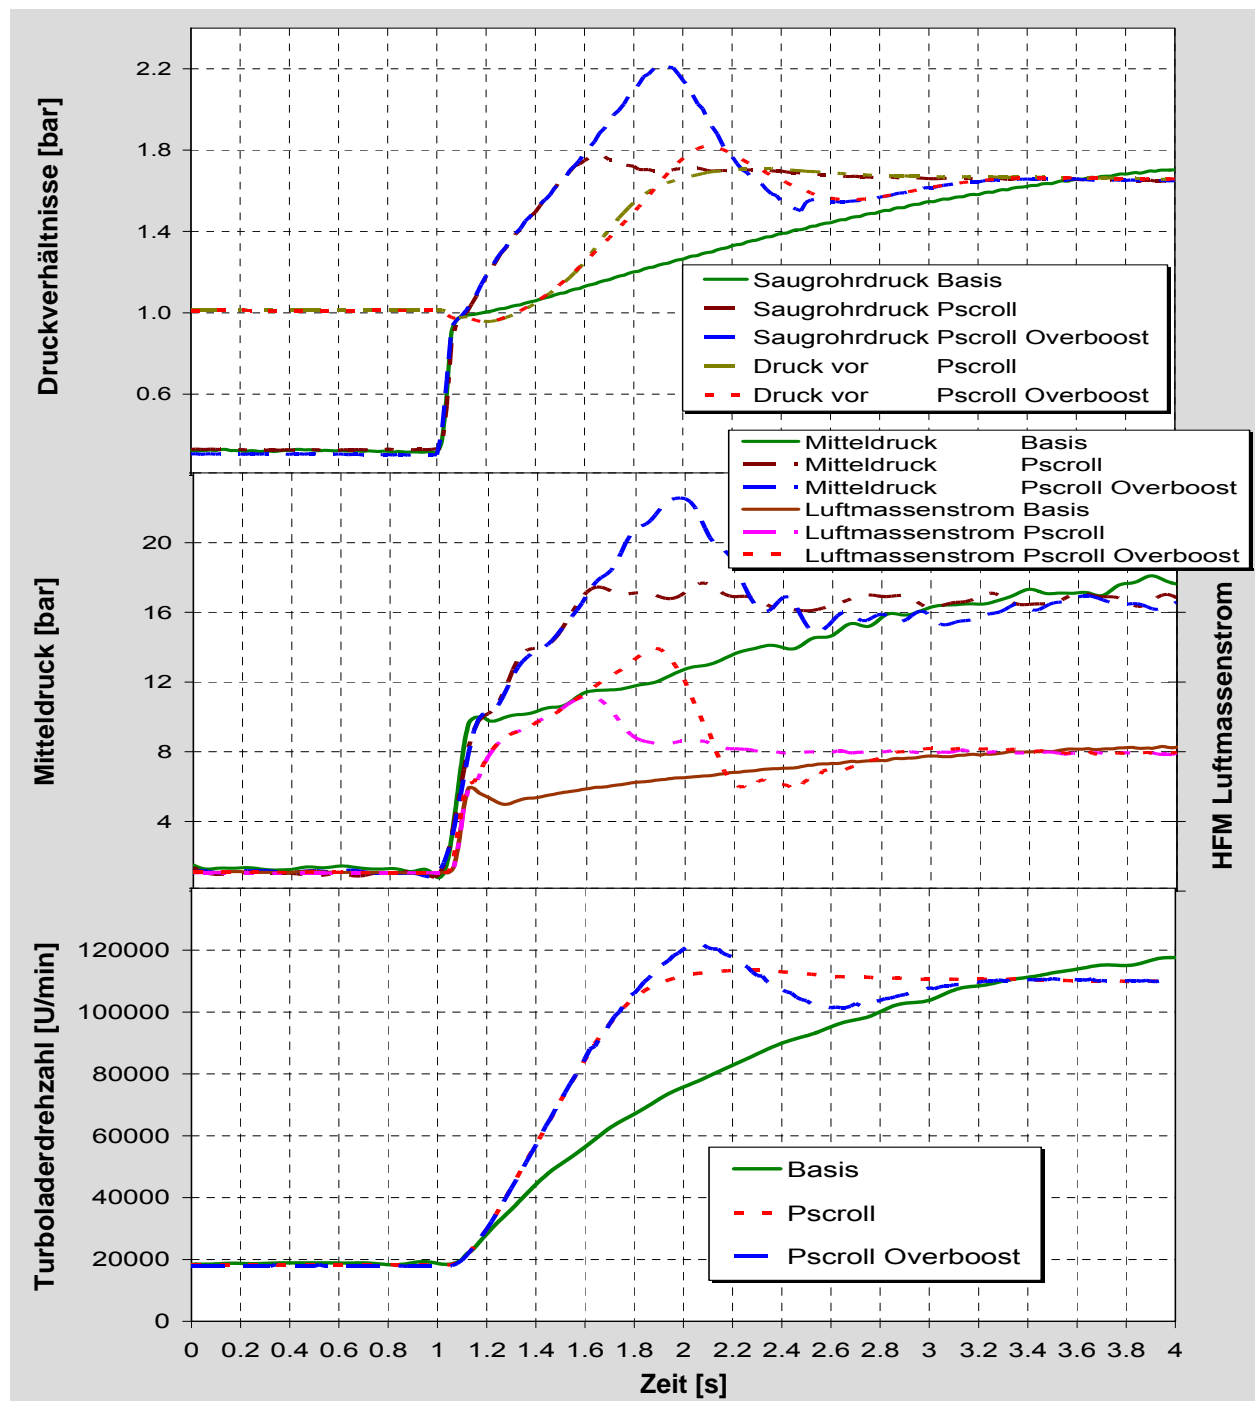 Druckverhältnisse [bar]
2.2
1.8
1.4
1.0
0.6
Saugrohrdruck Basis
Saugrohrdruck Pscroll
Saugrohrdruck Pscroll Overboost
Druck vor Pscroll
Druck vor Pscroll Overboost
Mitteldruck [bar]
20
16
12
8
4
Mitteldruck Basis
Mitteldruck Pscroll
Mitteldruck Pscroll Overboost
Luftmassenstrom Basis
Luftmassenstrom Pscroll
Luftmassenstrom Pscroll Overboost
HFM Luftmassenstrom
Turboladerdrehzahl [U/min]
120000
100000
80000
60000
40000
20000
0
Basis
Pscroll
Pscroll Overboost
0 0.2 0.4 0.6 0.8 1 1.2 1.4 1.6 1.8 2 2.2 2.4 2.6 2.8 3 3.2 3.4 3.6 3.8 4
Zeit [s]